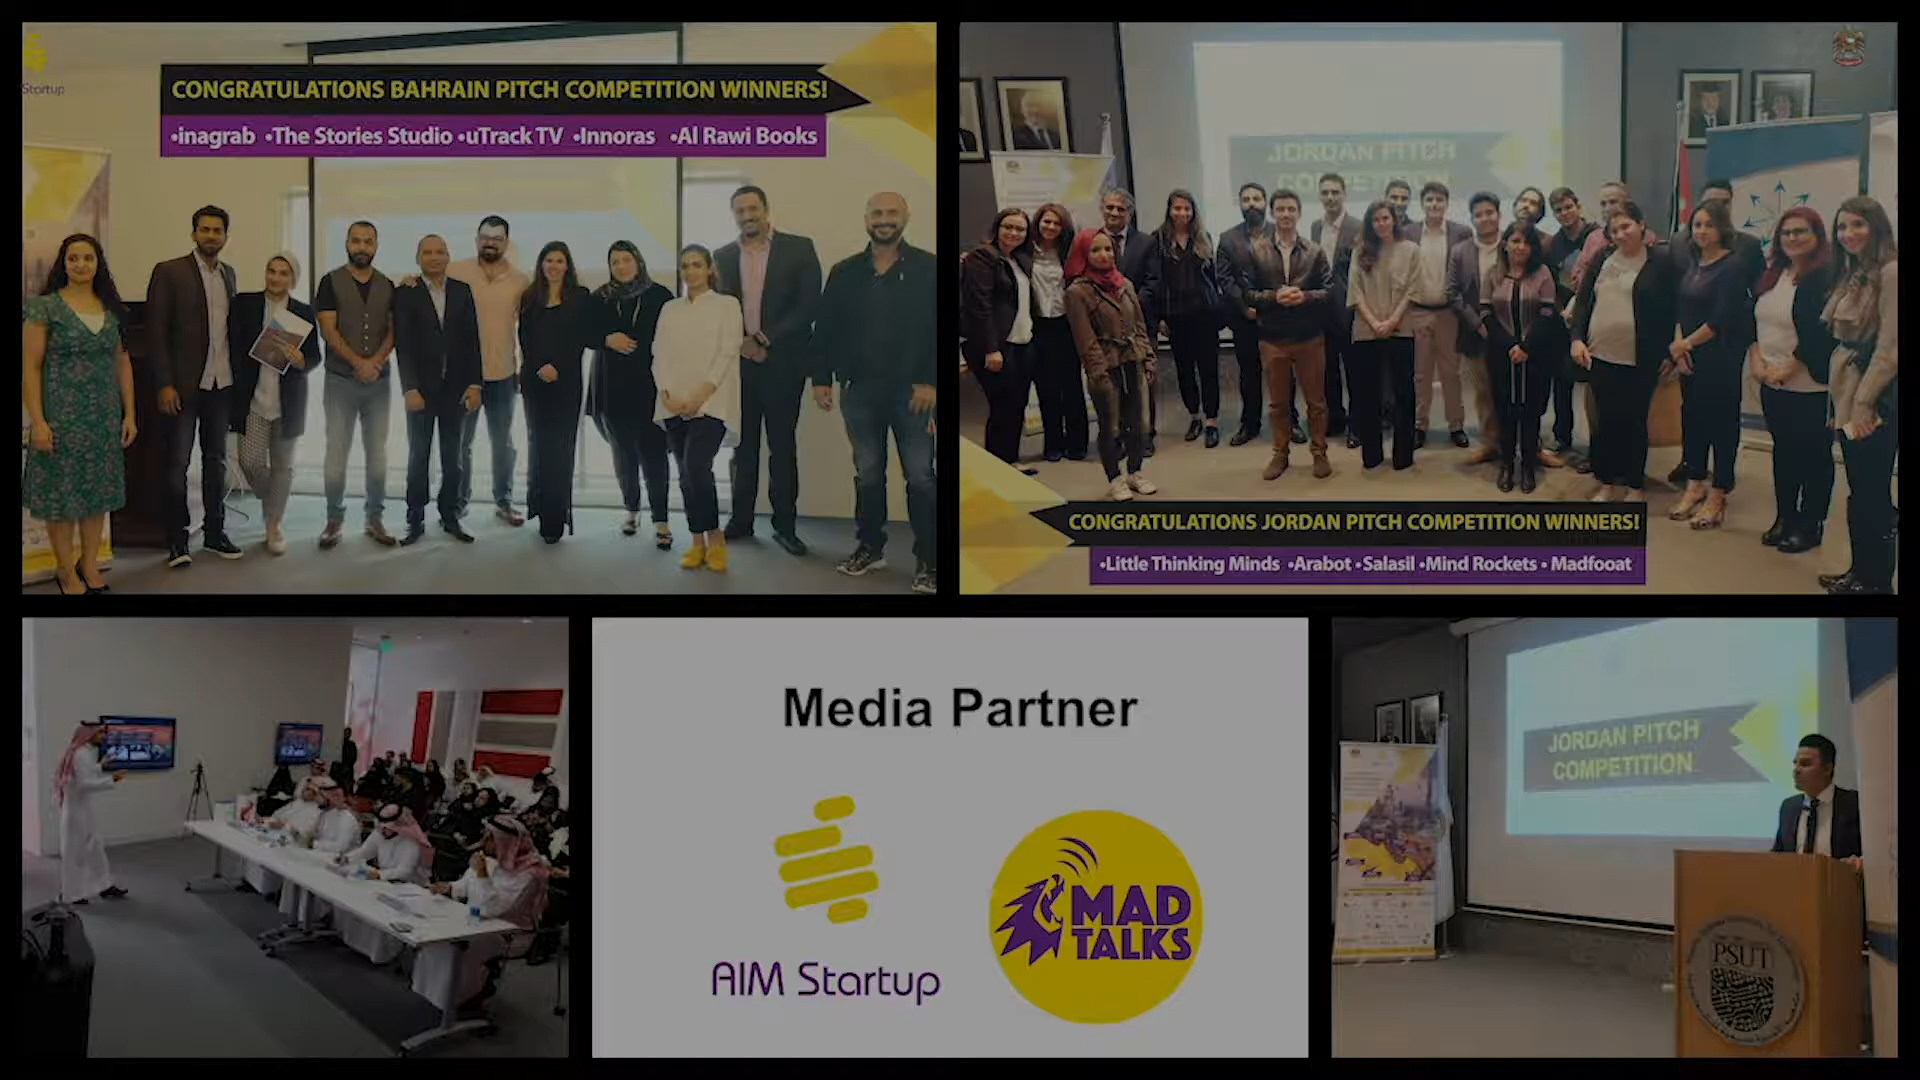 Startup
CONGRATULATIONS BAHRAIN PITCH COMPETITION WINNERS!
•inagrab •The Stories Studio •uTrack TV •Innoras •Al Rawi Books
JORDAN PITCH
COMPETITION
CONGRATULATIONS JORDAN PITCH COMPETITION WINNERS!
•Little Thinking Minds •Arabot •Salasil •Mind Rockets • Madfooat
Media Partner
AIM Startup
MAD
TALKS
JORDAN PITCH
COMPETITION
PSUT